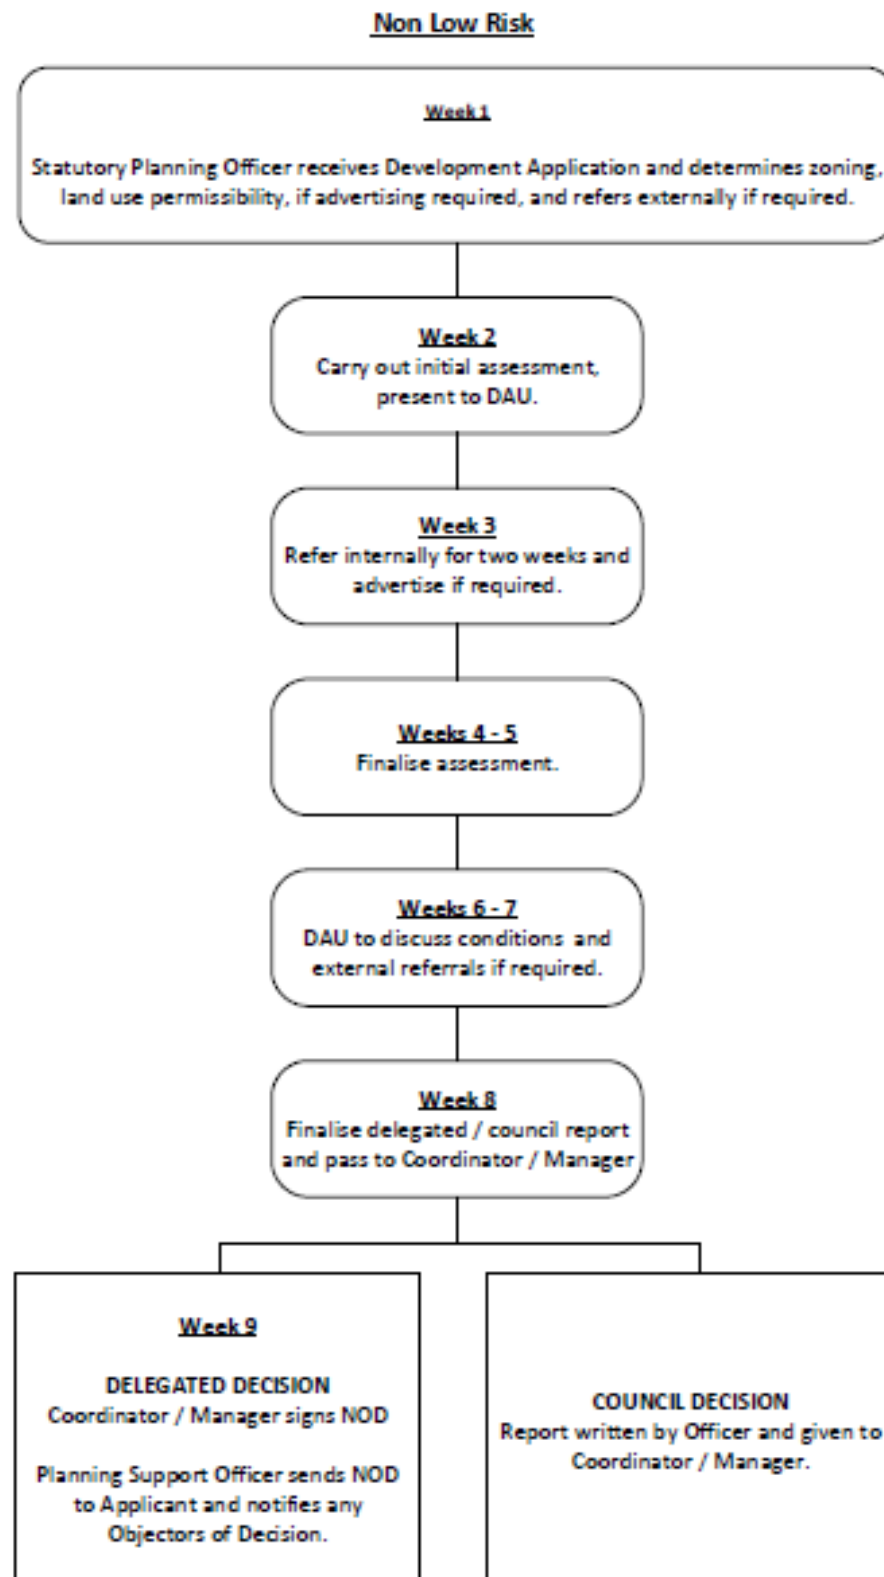 Non Low Risk
Week 1
Statutory Planning Officer receives Development Application and determines zoning,
land use permissibility, if advertising required, and refers externally if required.
Week 2
Carry out initial assessment,
present to DAU.
Week 3
Refer internally for two weeks and
advertise if required.
Weeks 4 - 5
Finalise assessment.
Weeks 6 - 7
DAU to discuss conditions and
external referrals if required.
Week 8
Finalise delegated / council report
and pass to Coordinator / Manager
Week 9
DELEGATED DECISION
Coordinator / Manager signs NOD
Planning Support Officer sends NOD
to Applicant and notifies any
Objectors of Decision.
COUNCIL DECISION
Report written by Officer and given to
Coordinator / Manager.